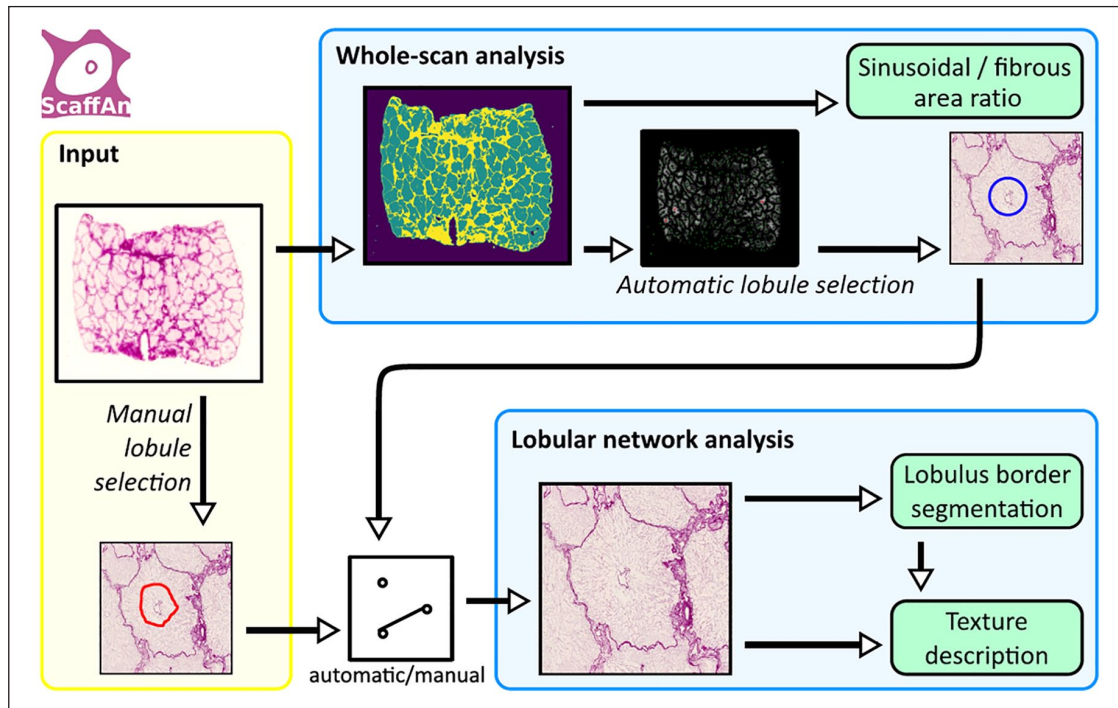 ScaffAn
Whole-scan analysis
Sinusoidal / fibrous
area ratio
Input
Automatic lobule selection
Manual
lobule
selection
Lobular network analysis
Lobulus border
segmentation
Texture
description
automatic/manual